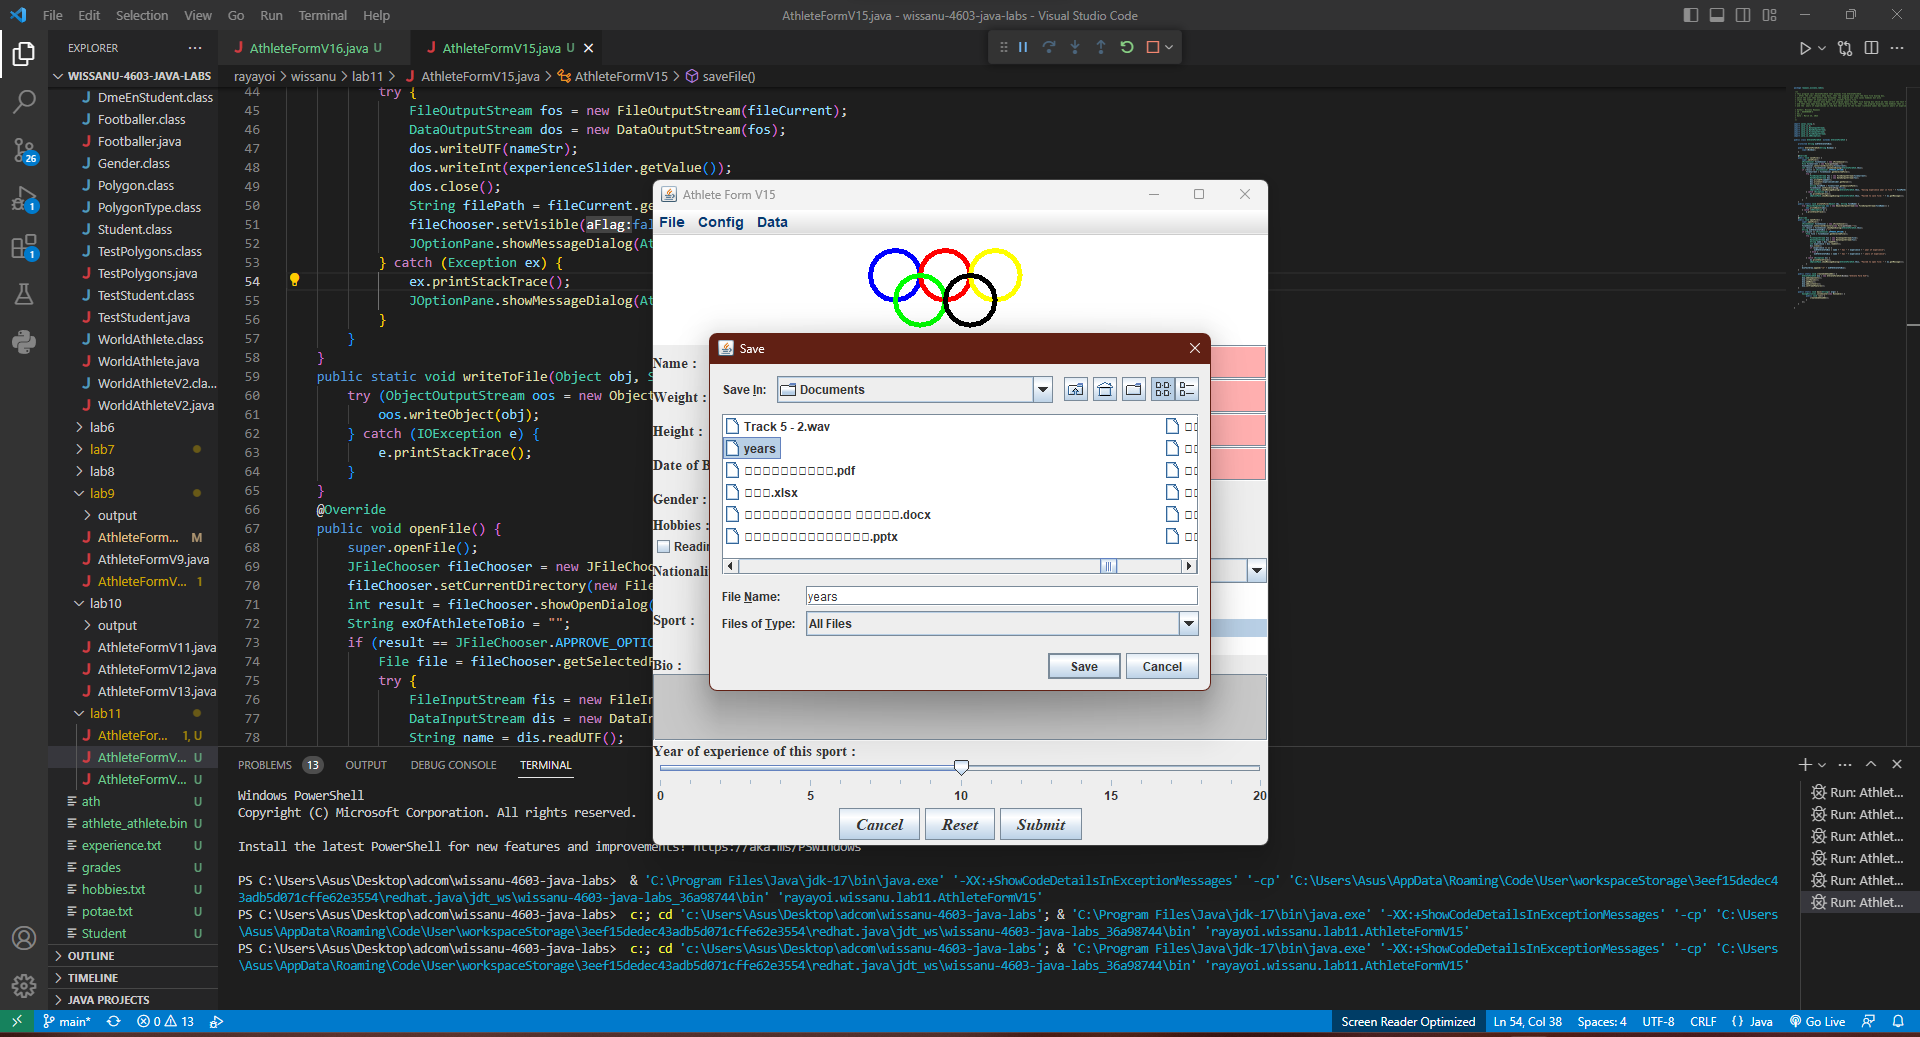 File Edit Selection View Go Run Terminal Help
AthleteFormV15.java - wissanu-4603-java-labs - Visual Studio Code
EXPLORER
AthleteFormV16.java U
AthleteFormV15.java U
WISSANU-4603-JAVA-LABS
rayayoi > wissanu > lab11 > AthleteFormV15.java > AthleteFormV15 > saveFile()
DmeEnStudent.class
Footballer.class
Footballer.java
Gender.class
Polygon.class
PolygonType.class
Student.class
TestPolygons.class
TestPolygons.java
TestStudent.class
TestStudent.java
WorldAthlete.class
WorldAthlete.java
WorldAthleteV2.cla...
WorldAthleteV2.java
lab6
lab7
lab8
lab9
output
AthleteForm... M
AthleteFormV9.java
AthleteFormV... 1
lab10
output
AthleteFormV11.java
AthleteFormV12.java
AthleteFormV13.java
lab11
AthleteFor... 1, U
AthleteFormV... U
AthleteFormV... U
ath U
athlete_athlete.bin U
experience.txt U
grades U
hobbies.txt U
potae.txt U
Student U
OUTLINE
TIMELINE
JAVA PROJECTS
26
1
1
44 try {
45 FileOutputStream fos = new FileOutputStream(fileCurrent);
46 DataOutputStream dos = new DataOutputStream(fos);
47 dos.writeUTF(nameStr);
48 dos.writeInt(experienceSlider.getValue());
49 dos.close();
50 String filePath = fileCurrent.ge
51 fileChooser.setVisible(aFlag:fal
52 JOptionPane.showMessageDialog(At
53 } catch (Exception ex) {
54 ex.printStackTrace();
55 JOptionPane.showMessageDialog(At
56 }
57 }
58 }
59 public static void writeToFile(Object obj, S
60 try (ObjectOutputStream oos = new Object
61 oos.writeObject(obj);
62 } catch (IOException e) {
63 e.printStackTrace();
64 }
65 }
66 @Override
67 public void openFile() {
68 super.openFile();
69 JFileChooser fileChooser = new JFileChoo
70 fileChooser.setCurrentDirectory(new File
71 int result = fileChooser.showOpenDialog(
72 String exOfAthleteToBio = "";
73 if (result == JFileChooser.APPROVE_OPTIO
74 File file = fileChooser.getSelectedF
75 try {
76 FileInputStream fis = new FileIn
77 DataInputStream dis = new DataIn
78 String name = dis.readUTF();
Athlete Form V15
File Config Data
Name :
Weight :
Height :
Date of B
Gender :
Hobbies :
Readin
Nationali
Sport :
Bio :
Year of experience of this sport :
0 5 10 15 20
Cancel Reset Submit
Save
Save In: Documents
Track 5 - 2.wav
years
.pdf
.xlsx
.docx
.pptx
File Name: years
Files of Type: All Files
Save Cancel
PROBLEMS 13 OUTPUT DEBUG CONSOLE TERMINAL
Windows PowerShell
Copyright (C) Microsoft Corporation. All rights reserved.
Install the latest PowerShell for new features and improvements! https://aka.ms/PSWindows
PS C:\Users\Asus\Desktop\adcom\wissanu-4603-java-labs> & 'C:\Program Files\Java\jdk-17\bin\java.exe' '-XX:+ShowCodeDetailsInExceptionMessages' '-cp' 'C:\Users\Asus\AppData\Roaming\Code\User\workspaceStorage\3eef15dedec4
3adb5d071cffe62e3554\redhat.java\jdt_ws\wissanu-4603-java-labs_36a98744\bin' 'rayayoi.wissanu.lab11.AthleteFormV15'
PS C:\Users\Asus\Desktop\adcom\wissanu-4603-java-labs> c:; cd 'c:\Users\Asus\Desktop\adcom\wissanu-4603-java-labs'; & 'C:\Program Files\Java\jdk-17\bin\java.exe' '-XX:+ShowCodeDetailsInExceptionMessages' '-cp' 'C:\Users
\Asus\AppData\Roaming\Code\User\workspaceStorage\3eef15dedec43adb5d071cffe62e3554\redhat.java\jdt_ws\wissanu-4603-java-labs_36a98744\bin' 'rayayoi.wissanu.lab11.AthleteFormV15'
PS C:\Users\Asus\Desktop\adcom\wissanu-4603-java-labs> c:; cd 'c:\Users\Asus\Desktop\adcom\wissanu-4603-java-labs'; & 'C:\Program Files\Java\jdk-17\bin\java.exe' '-XX:+ShowCodeDetailsInExceptionMessages' '-cp' 'C:\Users
\Asus\AppData\Roaming\Code\User\workspaceStorage\3eef15dedec43adb5d071cffe62e3554\redhat.java\jdt_ws\wissanu-4603-java-labs_36a98744\bin' 'rayayoi.wissanu.lab11.AthleteFormV15'
Run: Athlet...
Run: Athlet...
Run: Athlet...
Run: Athlet...
Run: Athlet...
Run: Athlet...
main* 0 13
Screen Reader Optimized Ln 54, Col 38 Spaces: 4 UTF-8 CRLF {} Java Go Live